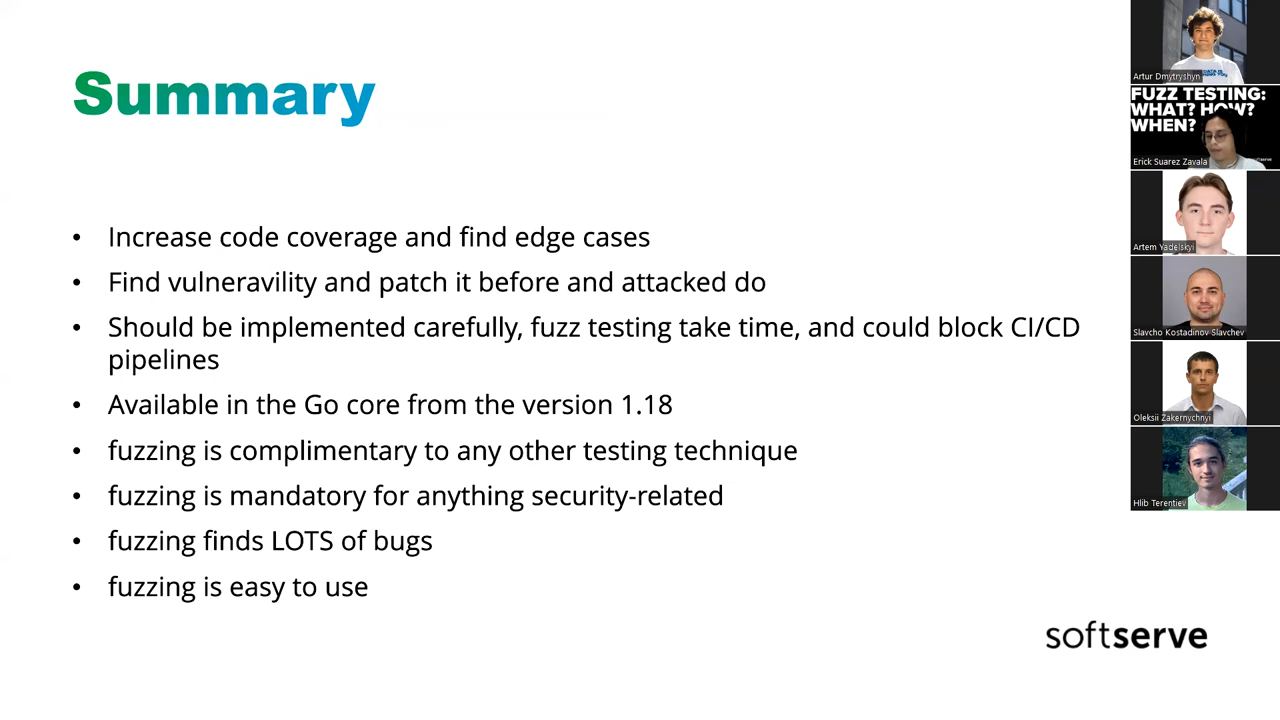 Summary
• Increase code coverage and find edge cases
• Find vulneravility and patch it before and attacked do
• Should be implemented carefully, fuzz testing take time, and could block CI/CD
pipelines
• Available in the Go core from the version 1.18
• fuzzing is complimentary to any other testing technique
• fuzzing is mandatory for anything security-related
• fuzzing finds LOTS of bugs
• fuzzing is easy to use
softserve
Artur Dmytryshyn
FUZZ TESTING:
WHAT? HOW?
WHEN?
Erick Suarez Zavala
Artem Yadelskyi
Slavcho Kostadinov Slavchev
Oleksii Zakernychnyi
Hlib Terentiev